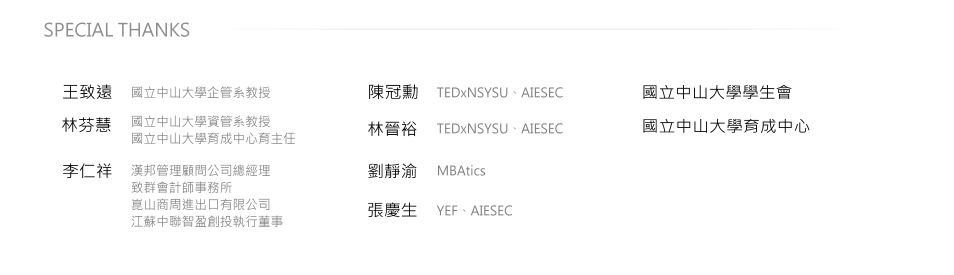 SPECIAL THANKS
王致遠 國立中山大學企管系教授
林芬慧 國立中山大學資管系教授
國立中山大學育成中心育主任
李仁祥 漢邦管理顧問公司總經理
致群會計師事務所
崑山商周進出口有限公司
江蘇中聯智盈創投執行董事
陳冠勳 TEDxNSYSU、AIESEC
林晉裕 TEDxNSYSU、AIESEC
劉靜渝 MBAtics
張慶生 YEF、AIESEC
國立中山大學學生會
國立中山大學育成中心